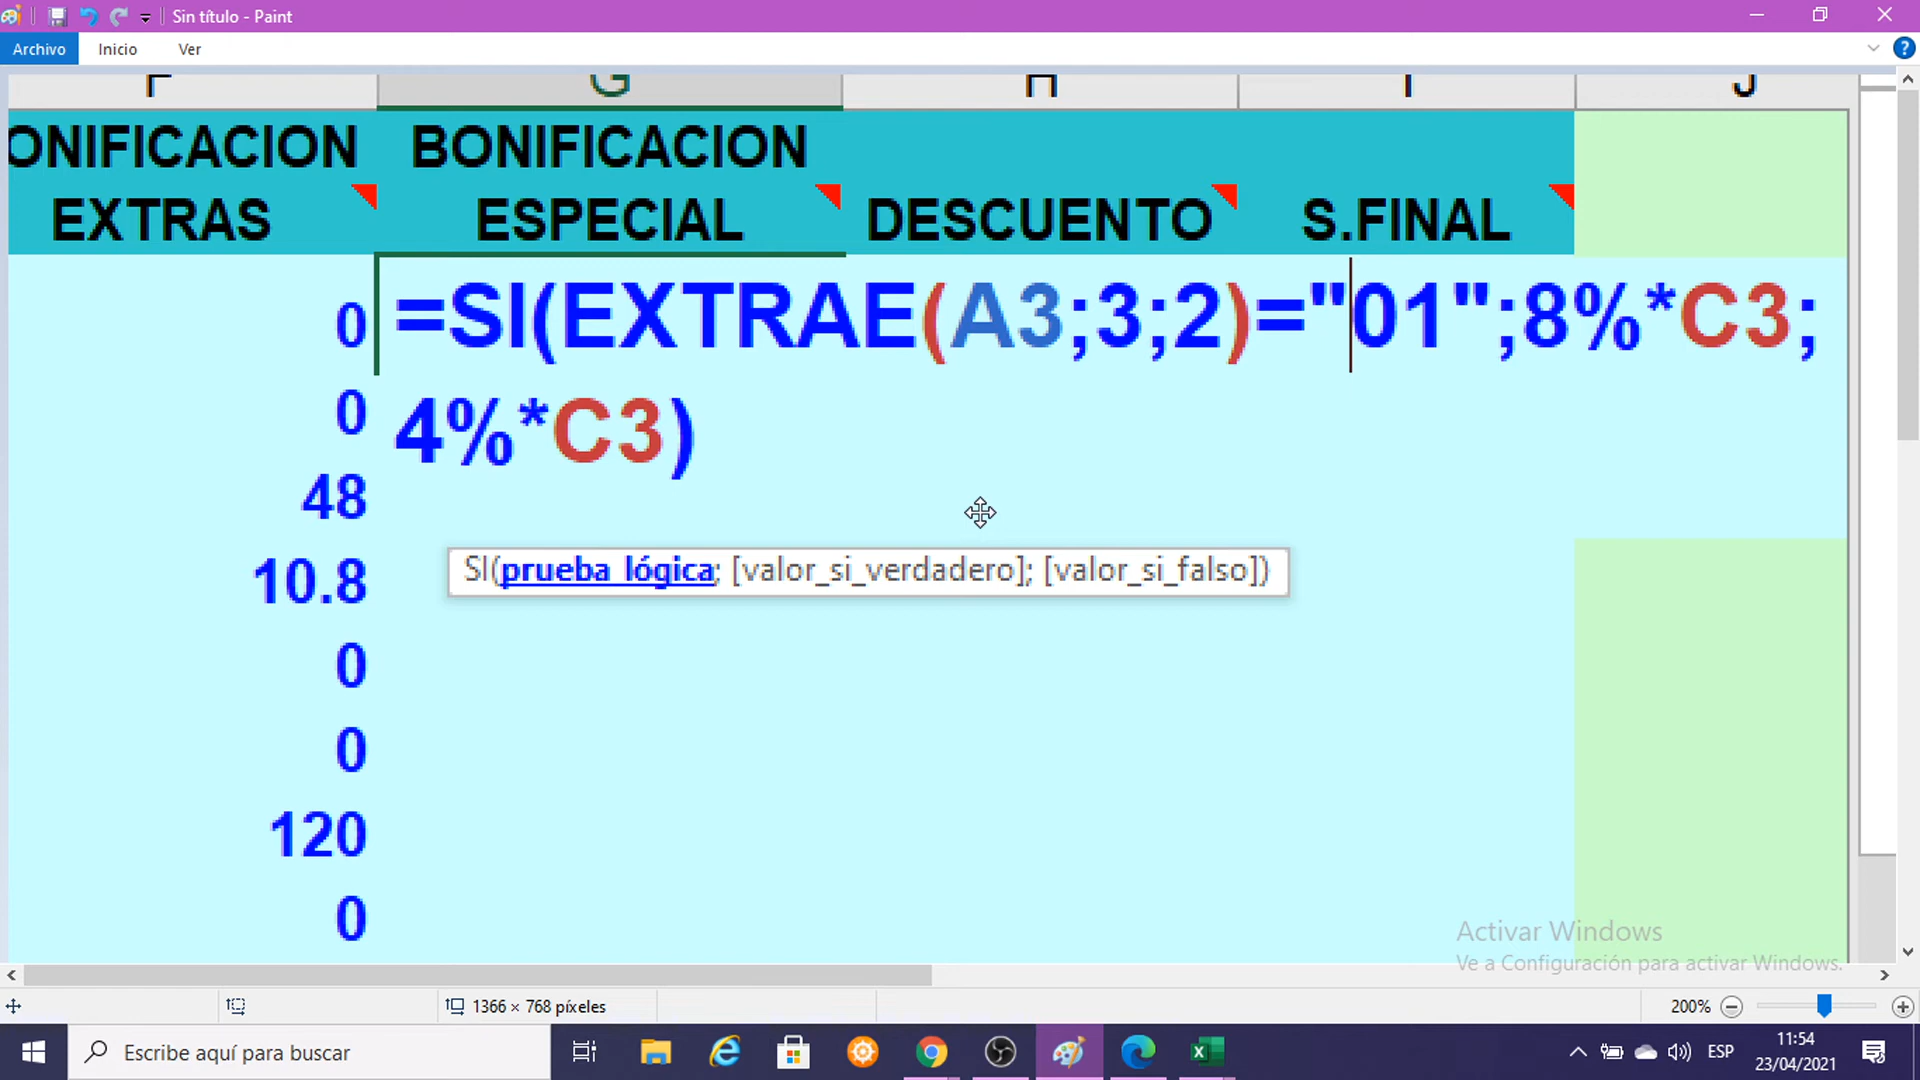 Sin título - Paint
Archivo Inicio Ver
F G H I J
ONIFICACION BONIFICACION
EXTRAS ESPECIAL DESCUENTO S.FINAL
0 =SI(EXTRAE(A3;3;2)="01";8%*C3;
0 4%*C3)
48
SI(prueba_lógica; [valor_si_verdadero]; [valor_si_falso])
10.8
0
0
120
0
Activar Windows
Ve a Configuración para activar Windows.
1366 × 768 píxeles 200%
Escribe aquí para buscar
ESP
11:54
23/04/2021